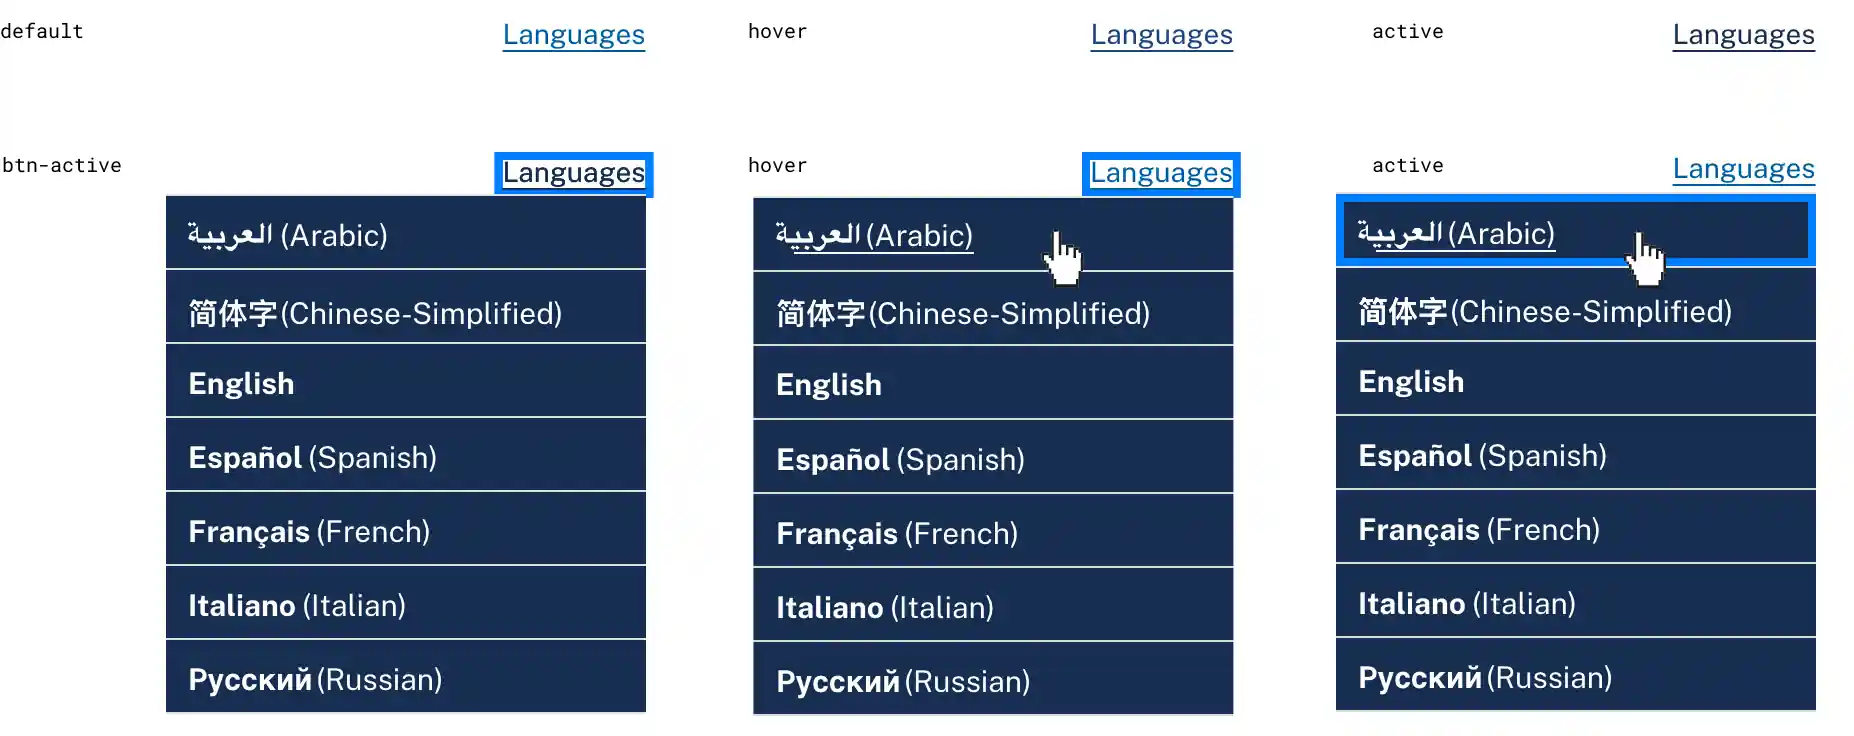 default
Languages
hover
Languages
active
Languages
btn-active
Languages
العربية (Arabic)
简体字 (Chinese-Simplified)
English
Español (Spanish)
Français (French)
Italiano (Italian)
Русский (Russian)
hover
Languages
العربية (Arabic)
简体字 (Chinese-Simplified)
English
Español (Spanish)
Français (French)
Italiano (Italian)
Русский (Russian)
active
Languages
العربية (Arabic)
简体字 (Chinese-Simplified)
English
Español (Spanish)
Français (French)
Italiano (Italian)
Русский (Russian)